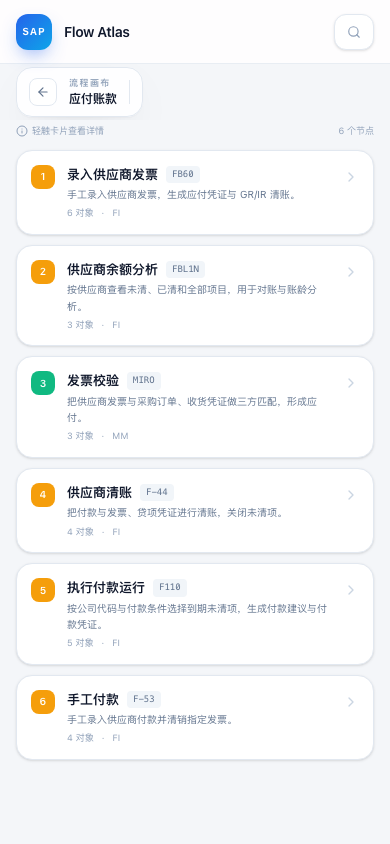 SAP Flow Atlas
流程画布
应付账款
轻触卡片查看详情 6 个节点
1 录入供应商发票 FB60
手工录入供应商发票，生成应付凭证与 GR/IR 清账。
6 对象 · FI
2 供应商余额分析 FBL1N
按供应商查看未清、已清和全部项目，用于对账与账龄分
析。
3 对象 · FI
3 发票校验 MIRO
把供应商发票与采购订单、收货凭证做三方匹配，形成应
付。
3 对象 · MM
4 供应商清账 F-44
把付款与发票、贷项凭证进行清账，关闭未清项。
4 对象 · FI
5 执行付款运行 F110
按公司代码与付款条件选择到期未清项，生成付款建议与付
款凭证。
5 对象 · FI
6 手工付款 F-53
手工录入供应商付款并清销指定发票。
4 对象 · FI